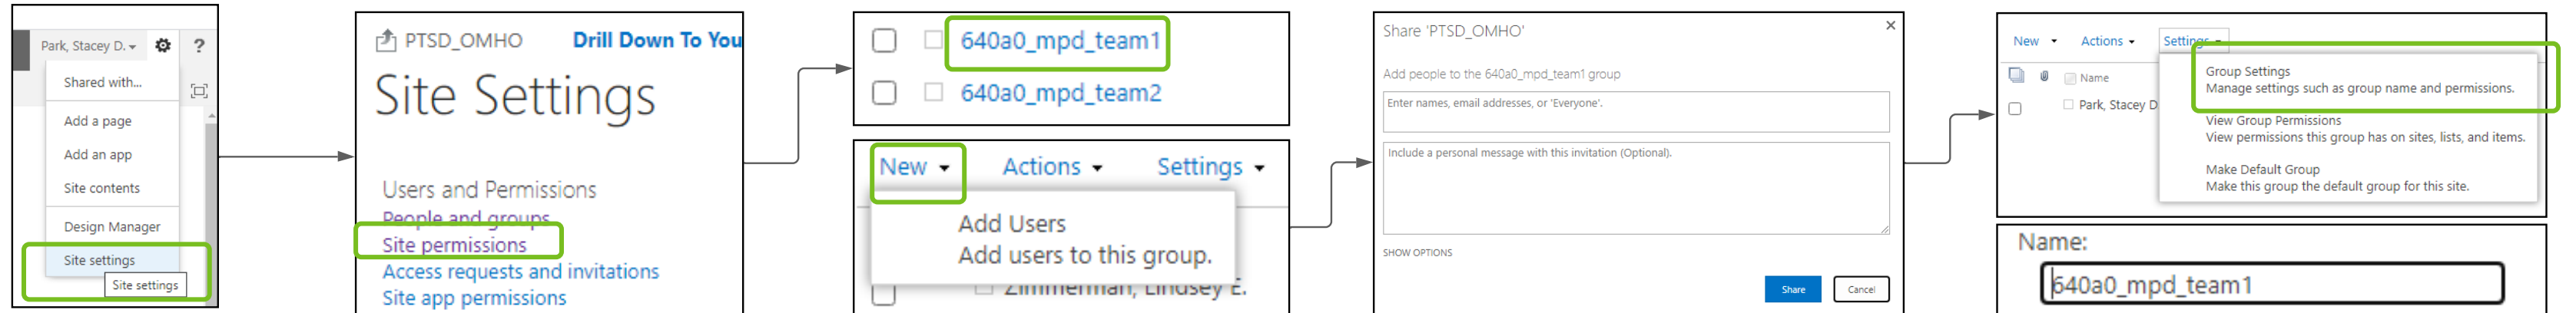 Park, Stacey D.
?
Shared with...
Add a page
Add an app
Site contents
Design Manager
Site settings
Site settings
PTSD_OMHO
Drill Down To You
Site Settings
Users and Permissions
People and groups
Site permissions
Access requests and invitations
Site app permissions
640a0_mpd_team1
640a0_mpd_team2
New
Actions
Settings
Add Users
Add users to this group.
Zimmerman, Lindsey E.
Share 'PTSD_OMHO'
Add people to the 640a0_mpd_team1 group
Enter names, email addresses, or 'Everyone'.
Include a personal message with this invitation (Optional).
SHOW OPTIONS
Share
Cancel
New
Actions
Settings
Name
Park, Stacey D
Group Settings
Manage settings such as group name and permissions.
View Group Permissions
View permissions this group has on sites, lists, and items.
Make Default Group
Make this group the default group for this site.
Name:
640a0_mpd_team1